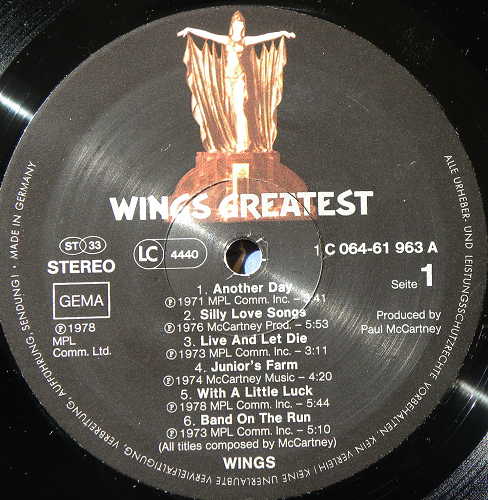 WINGS GREATEST
ST 33
STEREO
GEMA
℗1978
MPL
Comm. Ltd.
LC 4440
1C 064-61 963 A
Seite 1
Produced by
Paul McCartney
1. Another Day
℗1971 MPL Comm. Inc. – 3:41
2. Silly Love Songs
℗1976 McCartney Prod. – 5:53
3. Live And Let Die
℗1973 MPL Comm. Inc. – 3:11
4. Junior's Farm
℗1974 McCartney Music – 4:20
5. With A Little Luck
℗1978 MPL Comm. Inc. – 5:44
6. Band On The Run
℗1973 MPL Comm. Inc. – 5:10
(All titles composed by McCartney)
WINGS
ALLE URHEBER- UND LEISTUNGSSCHUTZRECHTE VORBEHALTEN. KEIN VERLEIH! KEINE UNERLAUBTE VERVIELFÄLTIGUNG, VERBREITUNG, AUFFÜHRUNG, SENDUNG! • MADE IN GERMANY